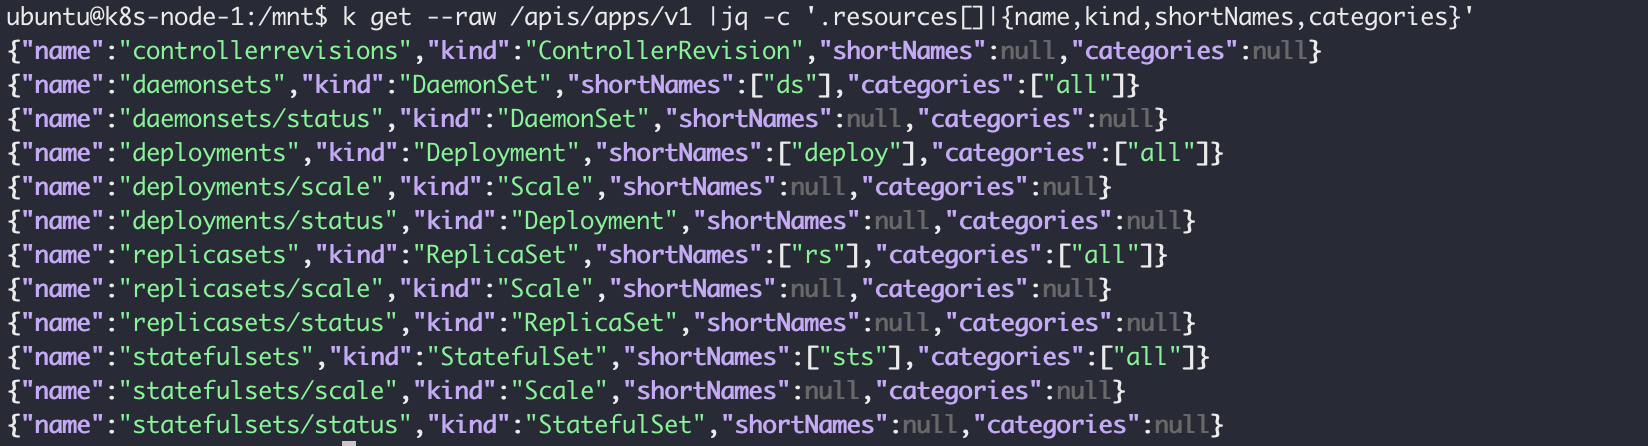 ubuntu@k8s-node-1:/mnt$ k get --raw /apis/apps/v1 |jq -c '.resources[]|{name,kind,shortNames,categories}'
{"name":"controllerrevisions","kind":"ControllerRevision","shortNames":null,"categories":null}
{"name":"daemonsets","kind":"DaemonSet","shortNames":["ds"],"categories":["all"]}
{"name":"daemonsets/status","kind":"DaemonSet","shortNames":null,"categories":null}
{"name":"deployments","kind":"Deployment","shortNames":["deploy"],"categories":["all"]}
{"name":"deployments/scale","kind":"Scale","shortNames":null,"categories":null}
{"name":"deployments/status","kind":"Deployment","shortNames":null,"categories":null}
{"name":"replicasets","kind":"ReplicaSet","shortNames":["rs"],"categories":["all"]}
{"name":"replicasets/scale","kind":"Scale","shortNames":null,"categories":null}
{"name":"replicasets/status","kind":"ReplicaSet","shortNames":null,"categories":null}
{"name":"statefulsets","kind":"StatefulSet","shortNames":["sts"],"categories":["all"]}
{"name":"statefulsets/scale","kind":"Scale","shortNames":null,"categories":null}
{"name":"statefulsets/status","kind":"StatefulSet","shortNames":null,"categories":null}